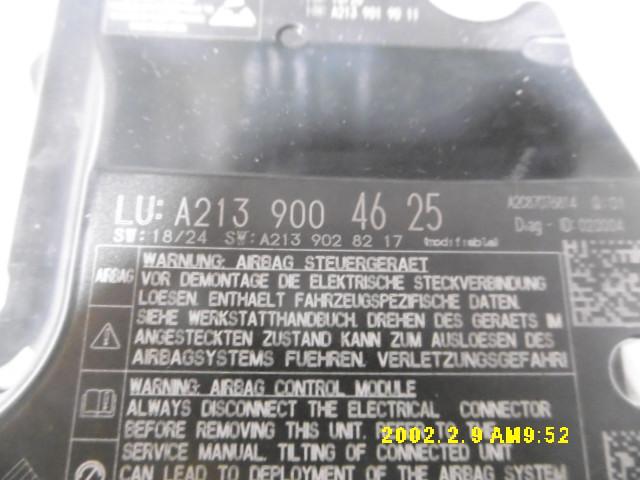 A213 901 90 11
LU: A213 900 46 25
SW: 18/24 SW: A213 902 82 17 (modifiable)
WARNUNG: AIRBAG STEUERGERAET
AIRBAG VOR DEMONTAGE DIE ELEKTRISCHE STECKVERBINDUNG
LOESEN. ENTHAELT FAHRZEUGSPEZIFISCHE DATEN.
SIEHE WERKSTATTHANDBUCH. DREHEN DES GERAETS IM
ANGESTECKTEN ZUSTAND KANN ZUM AUSLOESEN DES
AIRBAGSYSTEMS FUEHREN. VERLETZUNGSGEFAHR!
WARNING: AIRBAG CONTROL MODULE
ALWAYS DISCONNECT THE ELECTRICAL CONNECTOR
BEFORE REMOVING THIS UNIT.
SERVICE MANUAL. TILTING OF CONNECTED UNIT
CAN LEAD TO DEPLOYMENT OF THE AIRBAG SYSTEM
Diag - ID:
2002.2.9 AM9:52